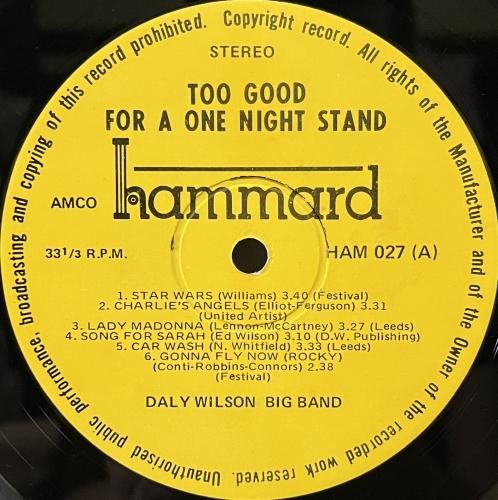 broadcasting and copying of this record prohibited. Copyright record. All rights of the Manufacturer and of the Owner of the recorded work reserved. Unauthorised public performance,
STEREO
TOO GOOD
FOR A ONE NIGHT STAND
AMCO
hammard
33 1/3 R.P.M.
HAM 027 (A)
1. STAR WARS (Williams) 3.40 (Festival)
2. CHARLIE'S ANGELS (Elliot-Ferguson) 3.31
(United Artist)
3. LADY MADONNA (Lennon-McCartney) 3.27 (Leeds)
4. SONG FOR SARAH (Ed Wilson) 3.10 (D.W. Publishing)
5. CAR WASH (N. Whitfield) 3.33 (Leeds)
6. GONNA FLY NOW (ROCKY)
(Conti-Robbins-Connors) 2.38
(Festival)
DALY WILSON BIG BAND